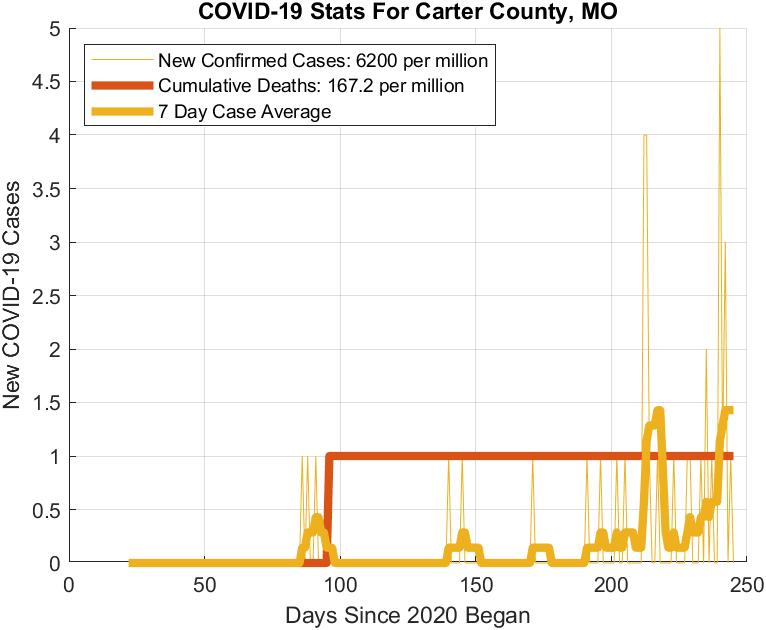 COVID-19 Stats For Carter County, MO
New Confirmed Cases: 6200 per million
Cumulative Deaths: 167.2 per million
7 Day Case Average
New COVID-19 Cases
5
4.5
4
3.5
3
2.5
2
1.5
1
0.5
0
0 50 100 150 200 250
Days Since 2020 Began